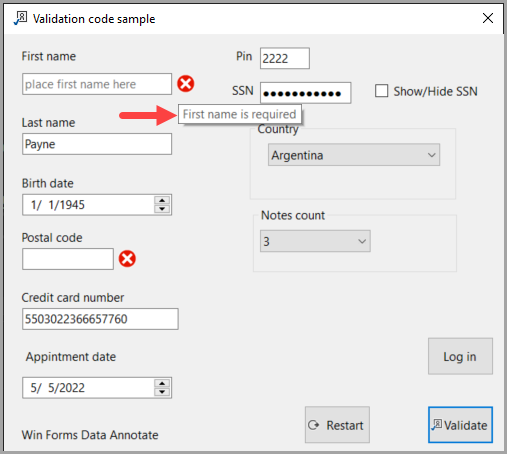 Validation code sample
First name
place first name here
Pin 2222
SSN ●●●●●●●●●●●
Show/Hide SSN
First name is required
Last name
Payne
Country
Argentina
Birth date
1/ 1/1945
Notes count
3
Postal code
Credit card number
5503022366657760
Appintment date
5/ 5/2022
Log in
Win Forms Data Annotate
Restart
Validate